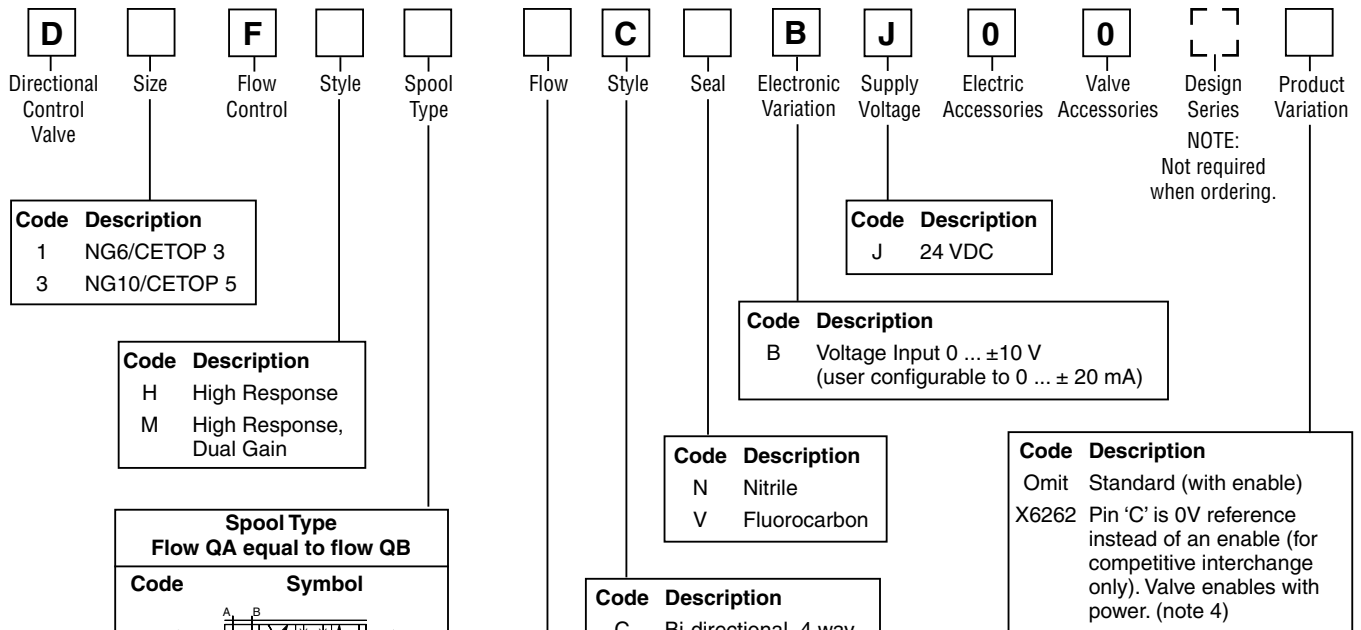 D F C B J 0 0
Directional Control Valve
Size
Flow Control
Style
Spool Type
Flow
Style
Seal
Electronic Variation
Supply Voltage
Electric Accessories
Valve Accessories
Design Series
NOTE:
Not required
when ordering.
Product Variation
Code Description
1 NG6/CETOP 3
3 NG10/CETOP 5
Code Description
J 24 VDC
Code Description
B Voltage Input 0 ... ±10 V
(user configurable to 0 ... ± 20 mA)
Code Description
H High Response
M High Response,
Dual Gain
Code Description
N Nitrile
V Fluorocarbon
Code Description
Omit Standard (with enable)
X6262 Pin ‘C’ is 0V reference
instead of an enable (for
competitive interchange
only). Valve enables with
power. (note 4)
Spool Type
Flow QA equal to flow QB
Code Symbol
A B
Code Description
C Bi-directional, 4-way